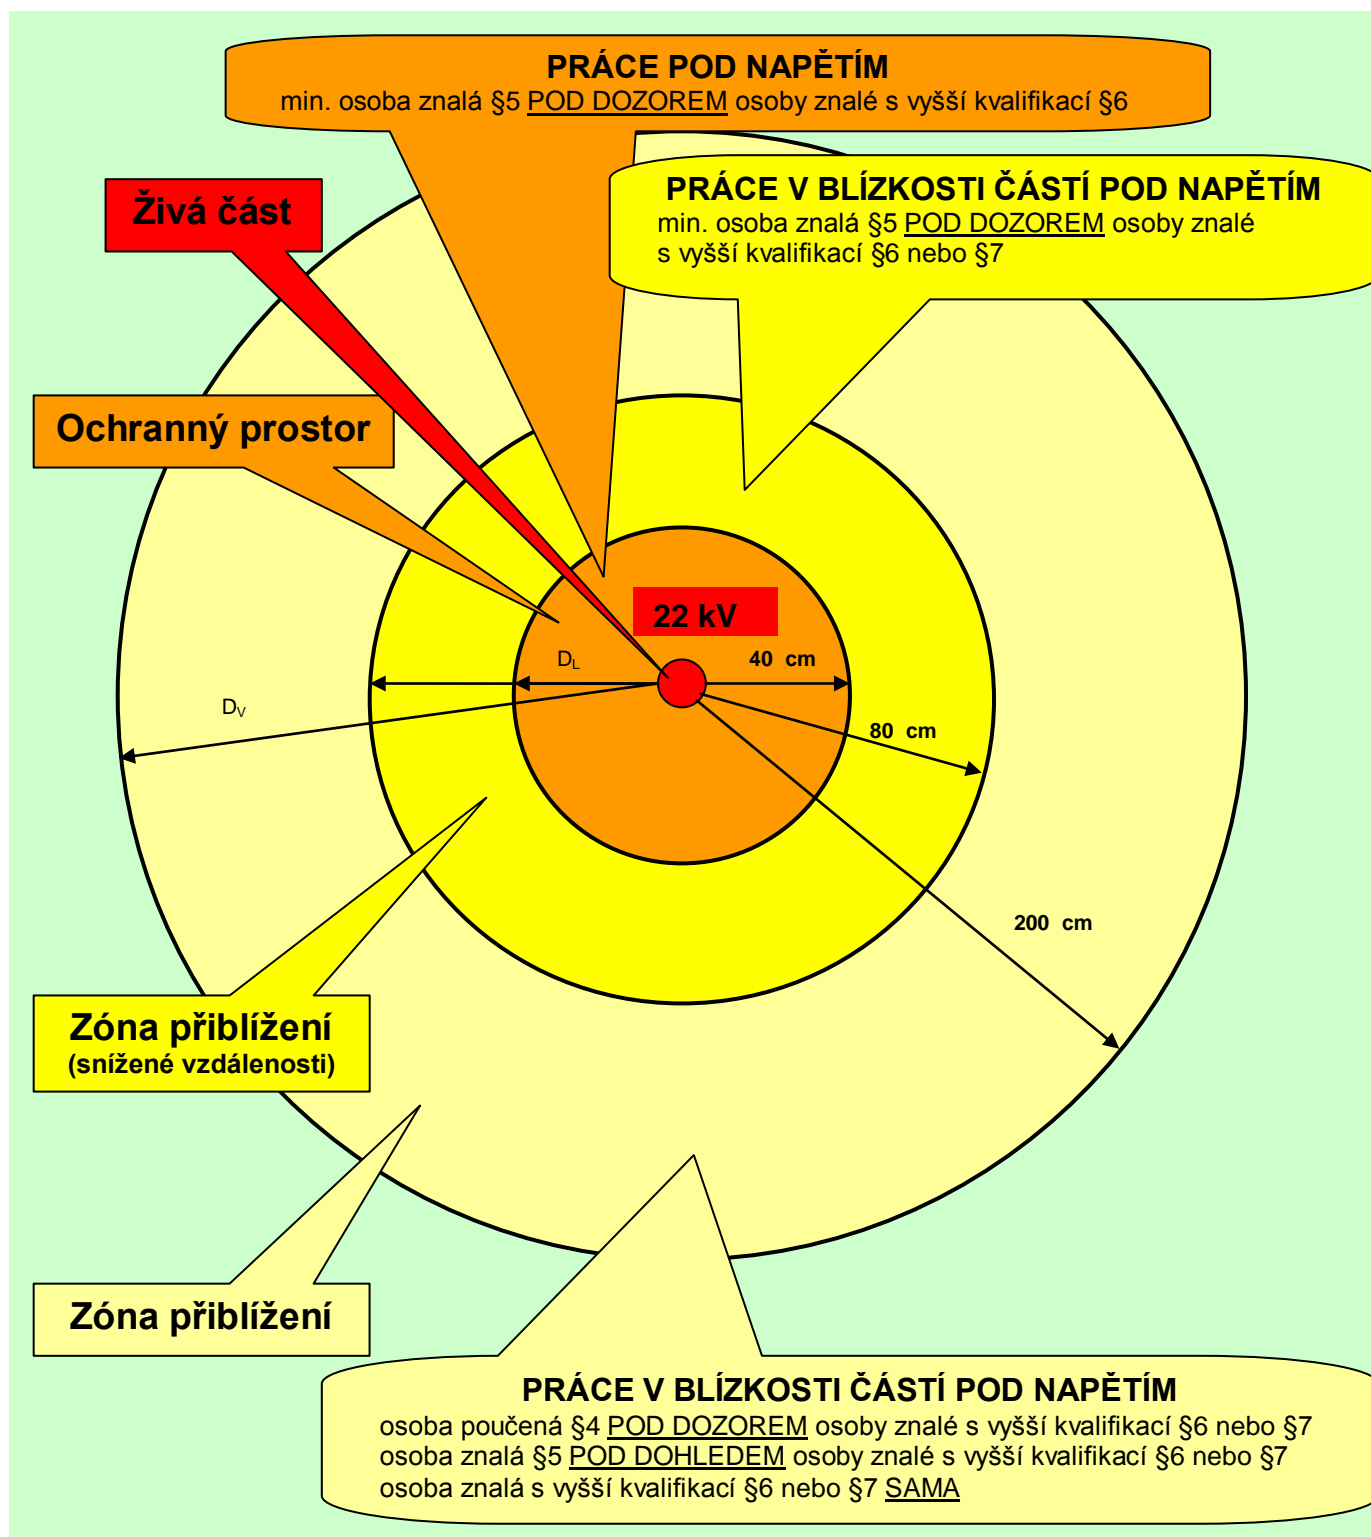 PRÁCE POD NAPĚTÍM
min. osoba znalá §5 POD DOZOREM osoby znalé s vyšší kvalifikací §6
PRÁCE V BLÍZKOSTI ČÁSTÍ POD NAPĚTÍM
min. osoba znalá §5 POD DOZOREM osoby znalé
s vyšší kvalifikací §6 nebo §7
Živá část
Ochranný prostor
22 kV
DL
40 cm
DV
80 cm
200 cm
Zóna přiblížení
(snížené vzdálenosti)
Zóna přiblížení
PRÁCE V BLÍZKOSTI ČÁSTÍ POD NAPĚTÍM
osoba poučená §4 POD DOZOREM osoby znalé s vyšší kvalifikací §6 nebo §7
osoba znalá §5 POD DOHLEDEM osoby znalé s vyšší kvalifikací §6 nebo §7
osoba znalá s vyšší kvalifikací §6 nebo §7 SAMA